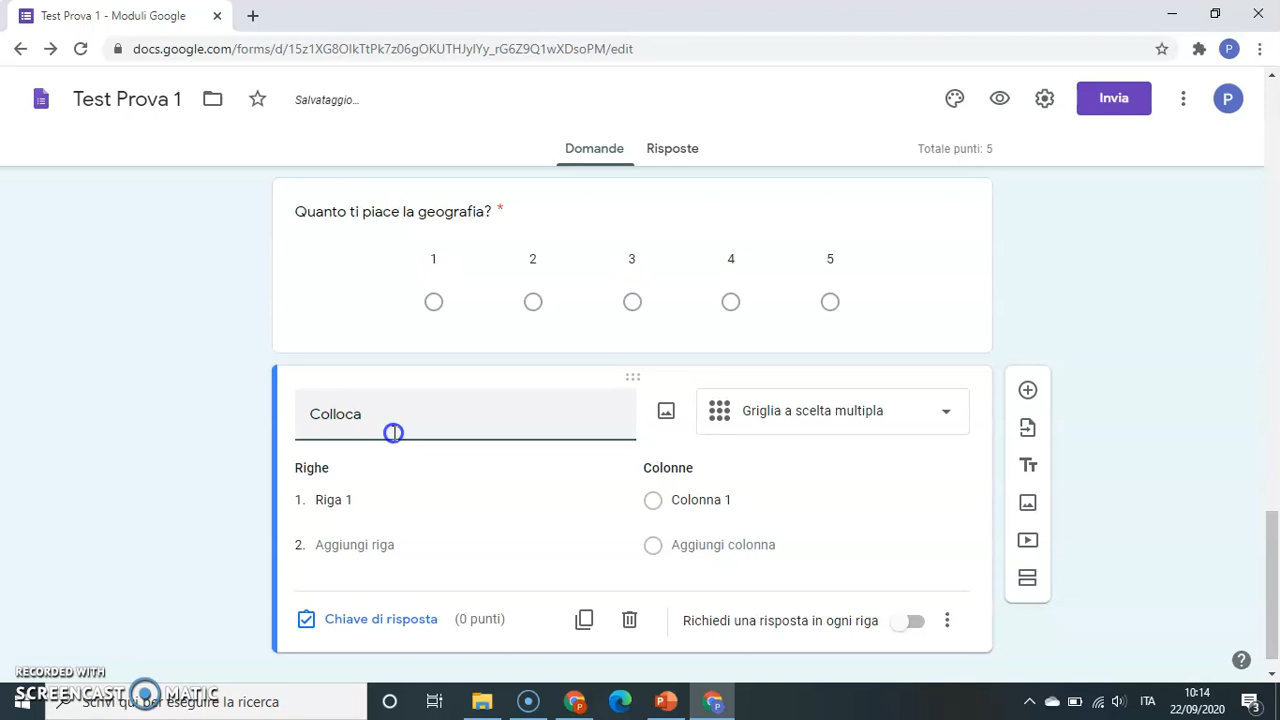 Test Prova 1 - Moduli Google
docs.google.com/forms/d/15z1XG8OIkTtPk7z06gOKUTHJylYy_rG6Z9Q1wXDsoPM/edit
P
Test Prova 1
Salvataggio...
Invia
P
Domande
Risposte
Totale punti: 5
Quanto ti piace la geografia? *
1 2 3 4 5
Colloca
Griglia a scelta multipla
Righe
Colonne
1. Riga 1
Colonna 1
2. Aggiungi riga
Aggiungi colonna
Chiave di risposta
(0 punti)
Richiedi una risposta in ogni riga
RECORDED WITH
SCREENCAST MATIC
Scrivi qui per eseguire la ricerca
ITA
10:14
22/09/2020
3